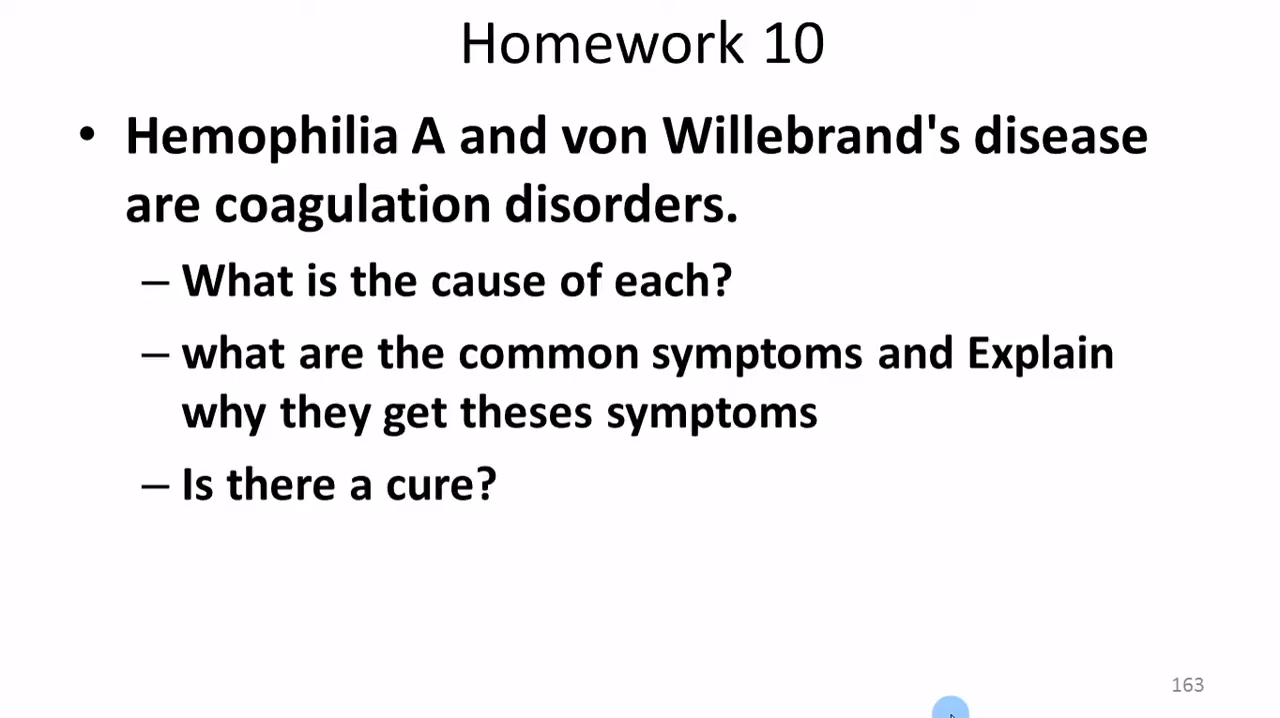 Homework 10
• Hemophilia A and von Willebrand's disease
are coagulation disorders.
– What is the cause of each?
– what are the common symptoms and Explain
why they get theses symptoms
– Is there a cure?
163